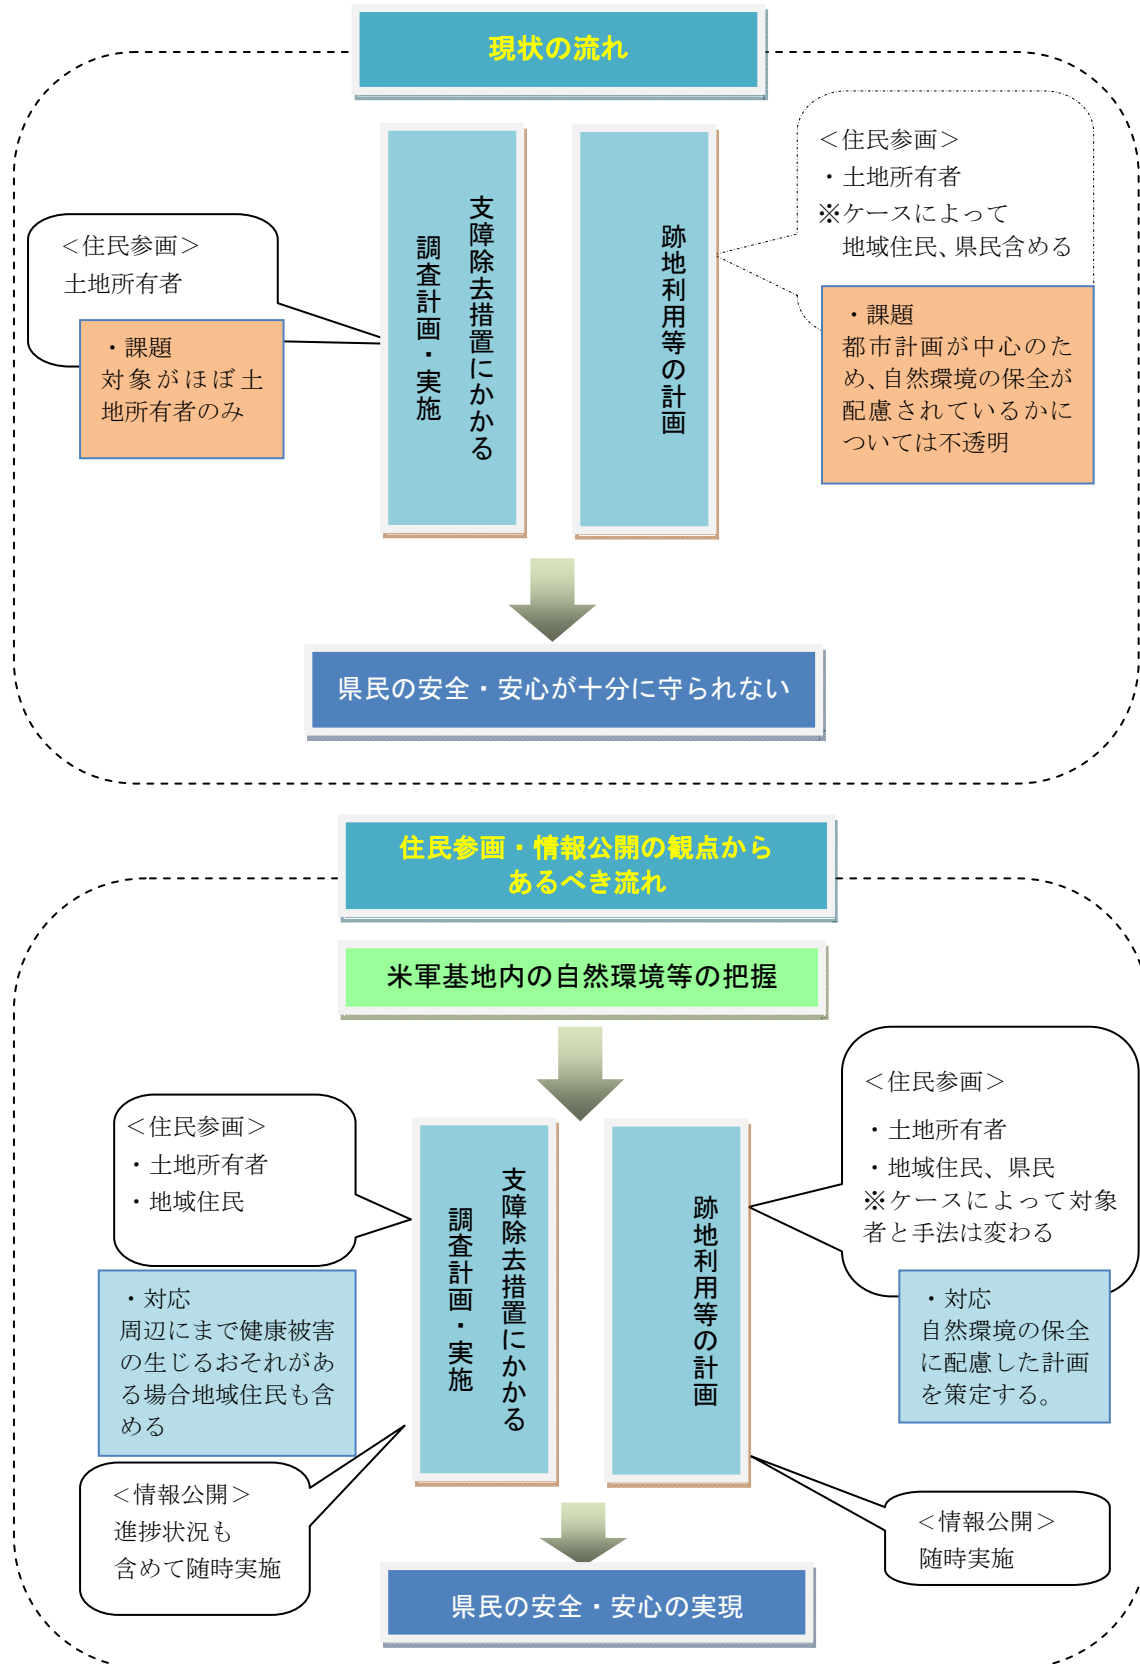 現状の流れ
＜住民参画＞
土地所有者
・課題
対象がほぼ土
地所有者のみ
支障除去措置にかかる
調査計画・実施
跡地利用等の計画
＜住民参画＞
・土地所有者
※ケースによって
地域住民、県民含める
・課題
都市計画が中心のた
め、自然環境の保全が
配慮されているかに
ついては不透明
県民の安全・安心が十分に守られない
住民参画・情報公開の観点から
あるべき流れ
米軍基地内の自然環境等の把握
＜住民参画＞
・土地所有者
・地域住民
・対応
周辺にまで健康被害
の生じるおそれがあ
る場合地域住民も含
める
＜情報公開＞
進捗状況も
含めて随時実施
支障除去措置にかかる
調査計画・実施
跡地利用等の計画
＜住民参画＞
・土地所有者
・地域住民、県民
※ケースによって対象
者と手法は変わる
・対応
自然環境の保全
に配慮した計画
を策定する。
＜情報公開＞
随時実施
県民の安全・安心の実現